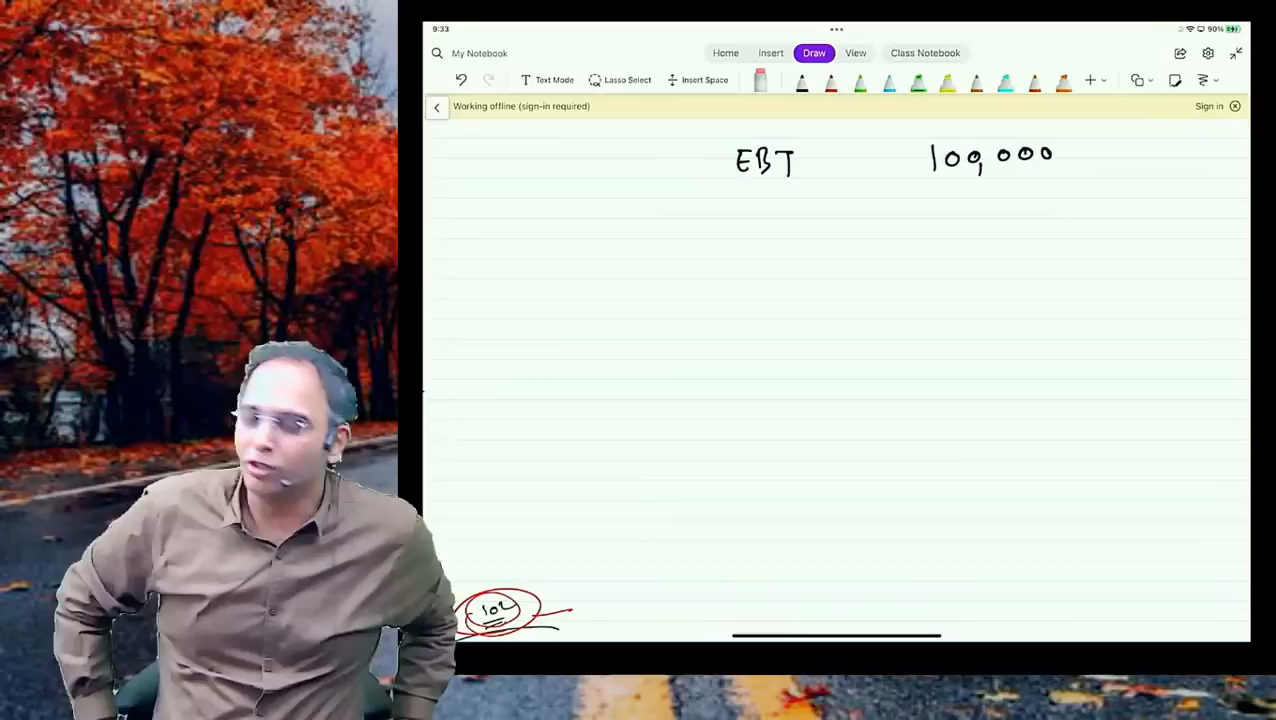 9:33
90%
My Notebook
Home Insert Draw View Class Notebook
Text Mode Lasso Select Insert Space
Working offline (sign-in required) Sign in
EBT 100,000